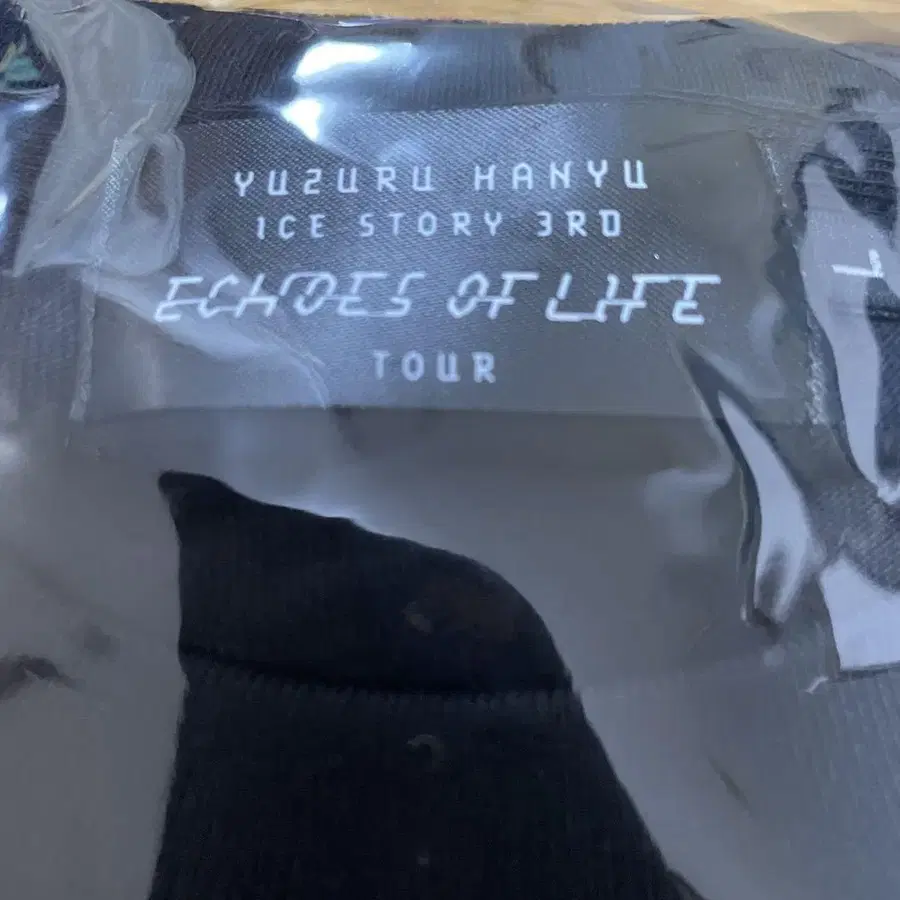 YUZURU HANYU
ICE STORY 3RD
ECHOES OF LIFE
TOUR
L